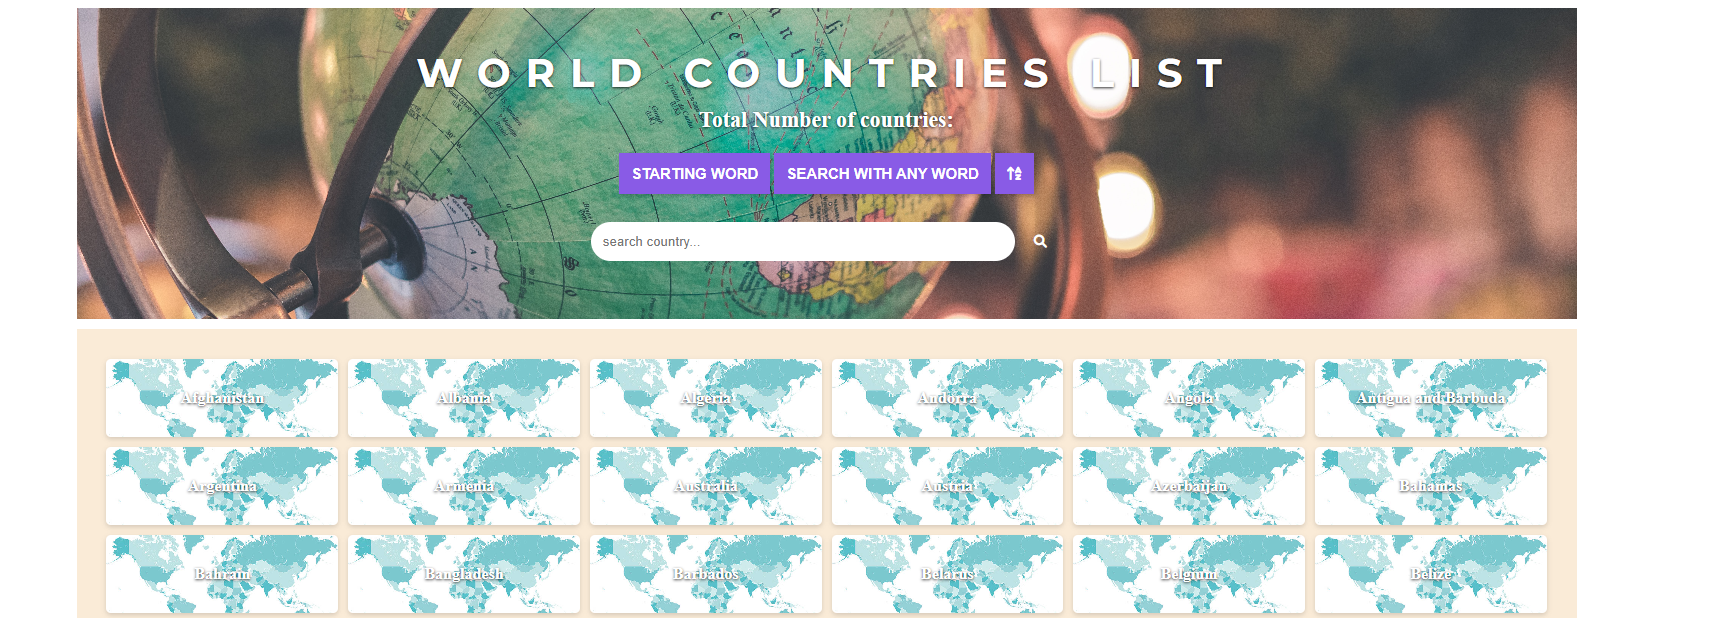 WORLD COUNTRIES LIST
Total Number of countries:
STARTING WORD SEARCH WITH ANY WORD
search country...
Afghanistan Albania Algeria Andorra Angola Antigua and Barbuda
Argentina Armenia Australia Austria Azerbaijan Bahamas
Bahrain Bangladesh Barbados Belarus Belgium Belize